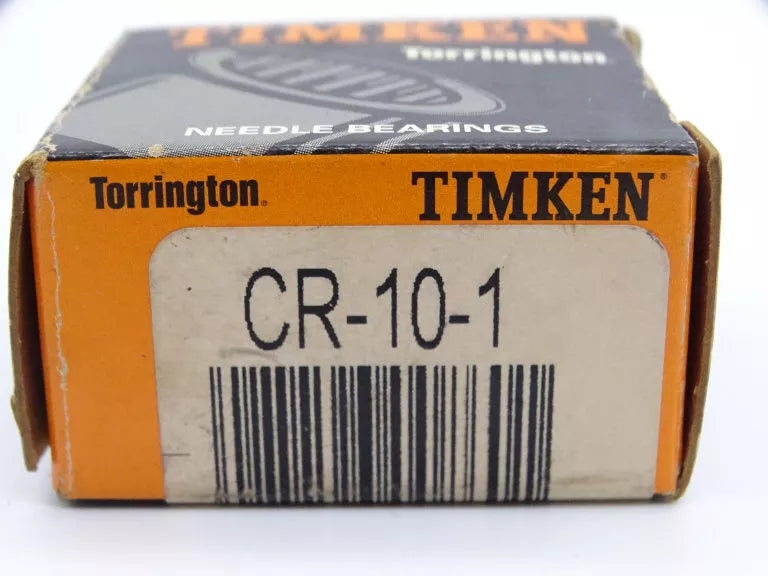 TIMKEN
Torrington
NEEDLE BEARINGS
Torrington®
TIMKEN®
CR-10-1